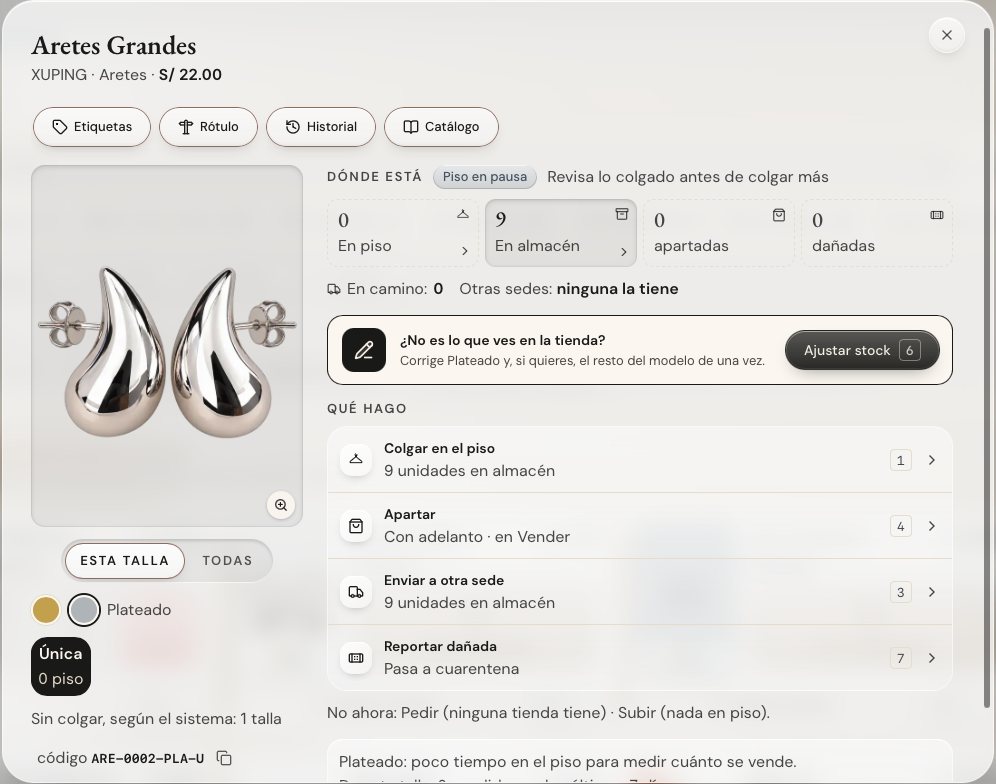 Aretes Grandes
XUPING · Aretes · S/ 22.00
Etiquetas
Rótulo
Historial
Catálogo
DÓNDE ESTÁ
Piso en pausa
Revisa lo colgado antes de colgar más
0
En piso
9
En almacén
0
apartadas
0
dañadas
En camino: 0 Otras sedes: ninguna la tiene
¿No es lo que ves en la tienda?
Corrige Plateado y, si quieres, el resto del modelo de una vez.
Ajustar stock 6
QUÉ HAGO
Colgar en el piso
9 unidades en almacén
1
Apartar
Con adelanto · en Vender
4
Enviar a otra sede
9 unidades en almacén
3
Reportar dañada
Pasa a cuarentena
7
No ahora: Pedir (ninguna tienda tiene) · Subir (nada en piso).
Plateado: poco tiempo en el piso para medir cuánto se vende.
ESTA TALLA
TODAS
Plateado
Única
0 piso
Sin colgar, según el sistema: 1 talla
código ARE-0002-PLA-U